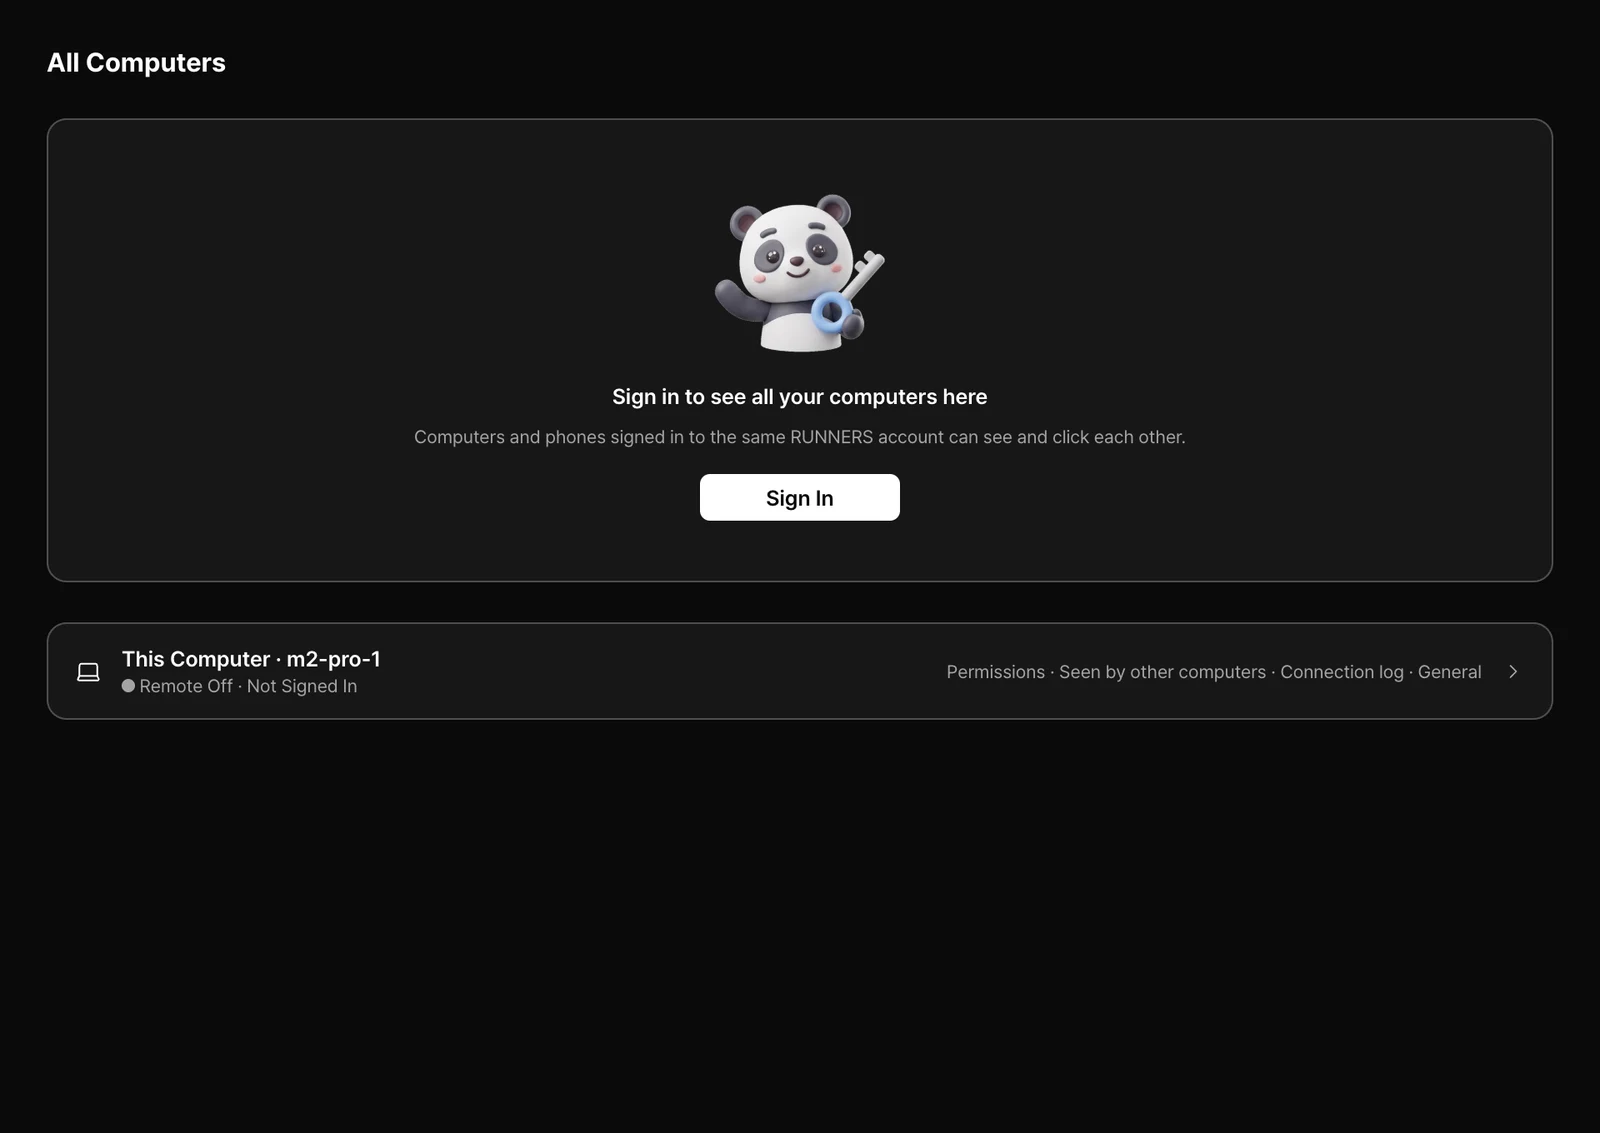 All Computers
Sign in to see all your computers here
Computers and phones signed in to the same RUNNERS account can see and click each other.
Sign In
This Computer · m2-pro-1
Remote Off · Not Signed In
Permissions · Seen by other computers · Connection log · General